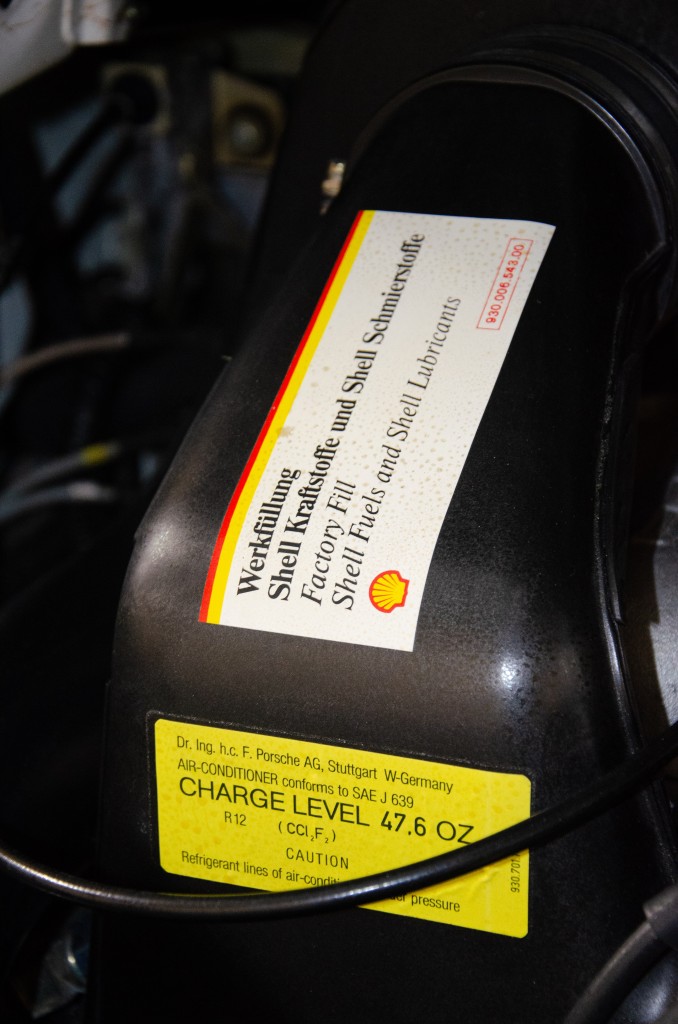 Werkfüllung
Shell Kraftstoffe und Shell Schmierstoffe
Factory Fill
Shell Fuels and Shell Lubricants
930.006.543.00
Dr. Ing. h.c. F. Porsche AG, Stuttgart W-Germany
AIR-CONDITIONER conforms to SAE J 639
CHARGE LEVEL 47.6 OZ
R12 (CCl₂F₂)
CAUTION
Refrigerant lines of pressure
930.701